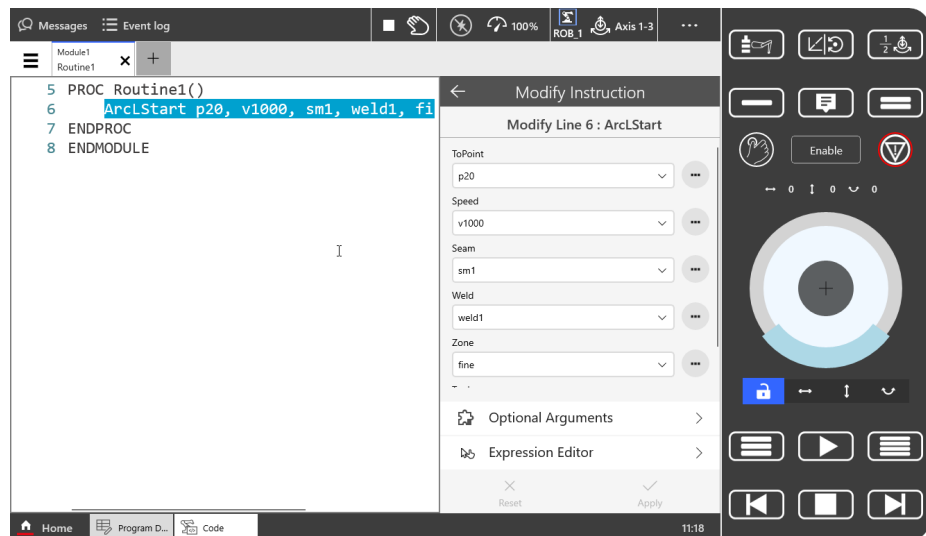 Messages Event log 100% ROB_1 Axis 1-3 ...
Module1
Routine1
5 PROC Routine1()
6 ArcLStart p20, v1000, sm1, weld1, fi
7 ENDPROC
8 ENDMODULE
Modify Instruction
Modify Line 6 : ArcLStart
ToPoint
p20
Speed
v1000
Seam
sm1
Weld
weld1
Zone
fine
Optional Arguments
Expression Editor
Reset Apply
Home Program D... Code 11:18
1/2
Enable
0 0 0